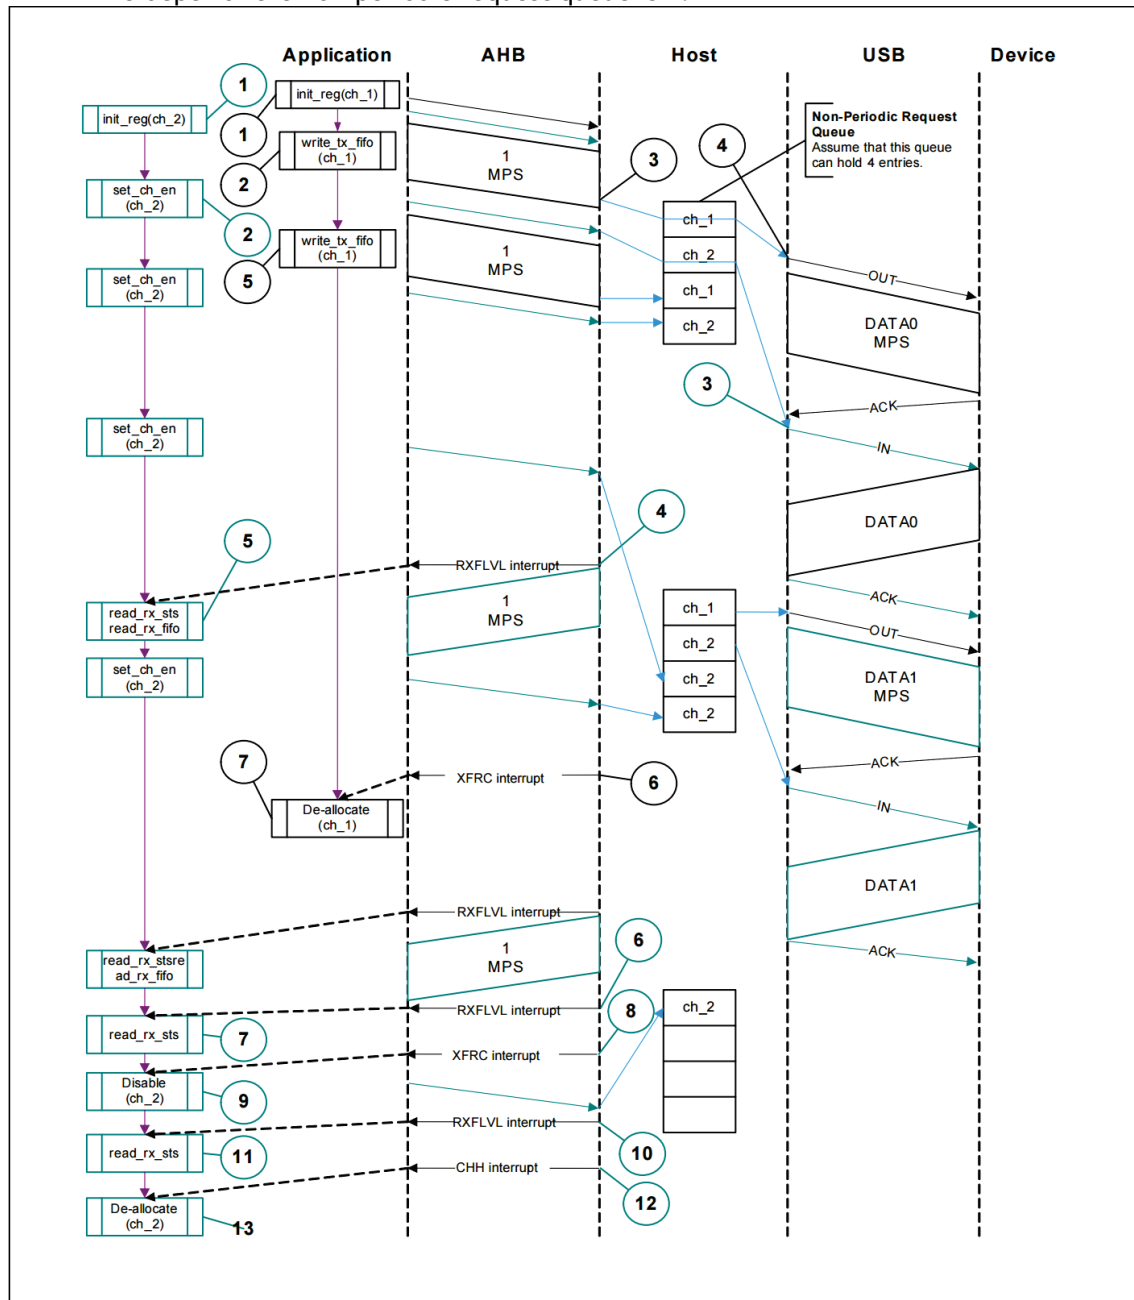 Application AHB Host USB Device
1
init_reg(ch_1)
init_reg(ch_2)
1
write_tx_fifo
(ch_1)
Non-Periodic Request
Queue
Assume that this queue
can hold 4 entries.
4
3
1
MPS
2
set_ch_en
(ch_2)
2
ch_1
write_tx_fifo
(ch_1)
1
MPS
ch_2
5
set_ch_en
(ch_2)
OUT
ch_1
ch_2
DATA0
MPS
3
ACK
set_ch_en
(ch_2)
IN
4
DATA0
5
RXFLVL interrupt
ACK
read_rx_sts
read_rx_fifo
1
MPS
ch_1
OUT
ch_2
set_ch_en
(ch_2)
ch_2
DATA1
MPS
ch_2
7
XFRC interrupt
6
ACK
De-allocate
(ch_1)
IN
DATA1
RXFLVL interrupt
6
1
MPS
ACK
read_rx_stsre
ad_rx_fifo
RXFLVL interrupt
8
ch_2
read_rx_sts
7
XFRC interrupt
Disable
(ch_2)
9
RXFLVL interrupt
read_rx_sts
11
10
CHH interrupt
12
De-allocate
(ch_2)
13